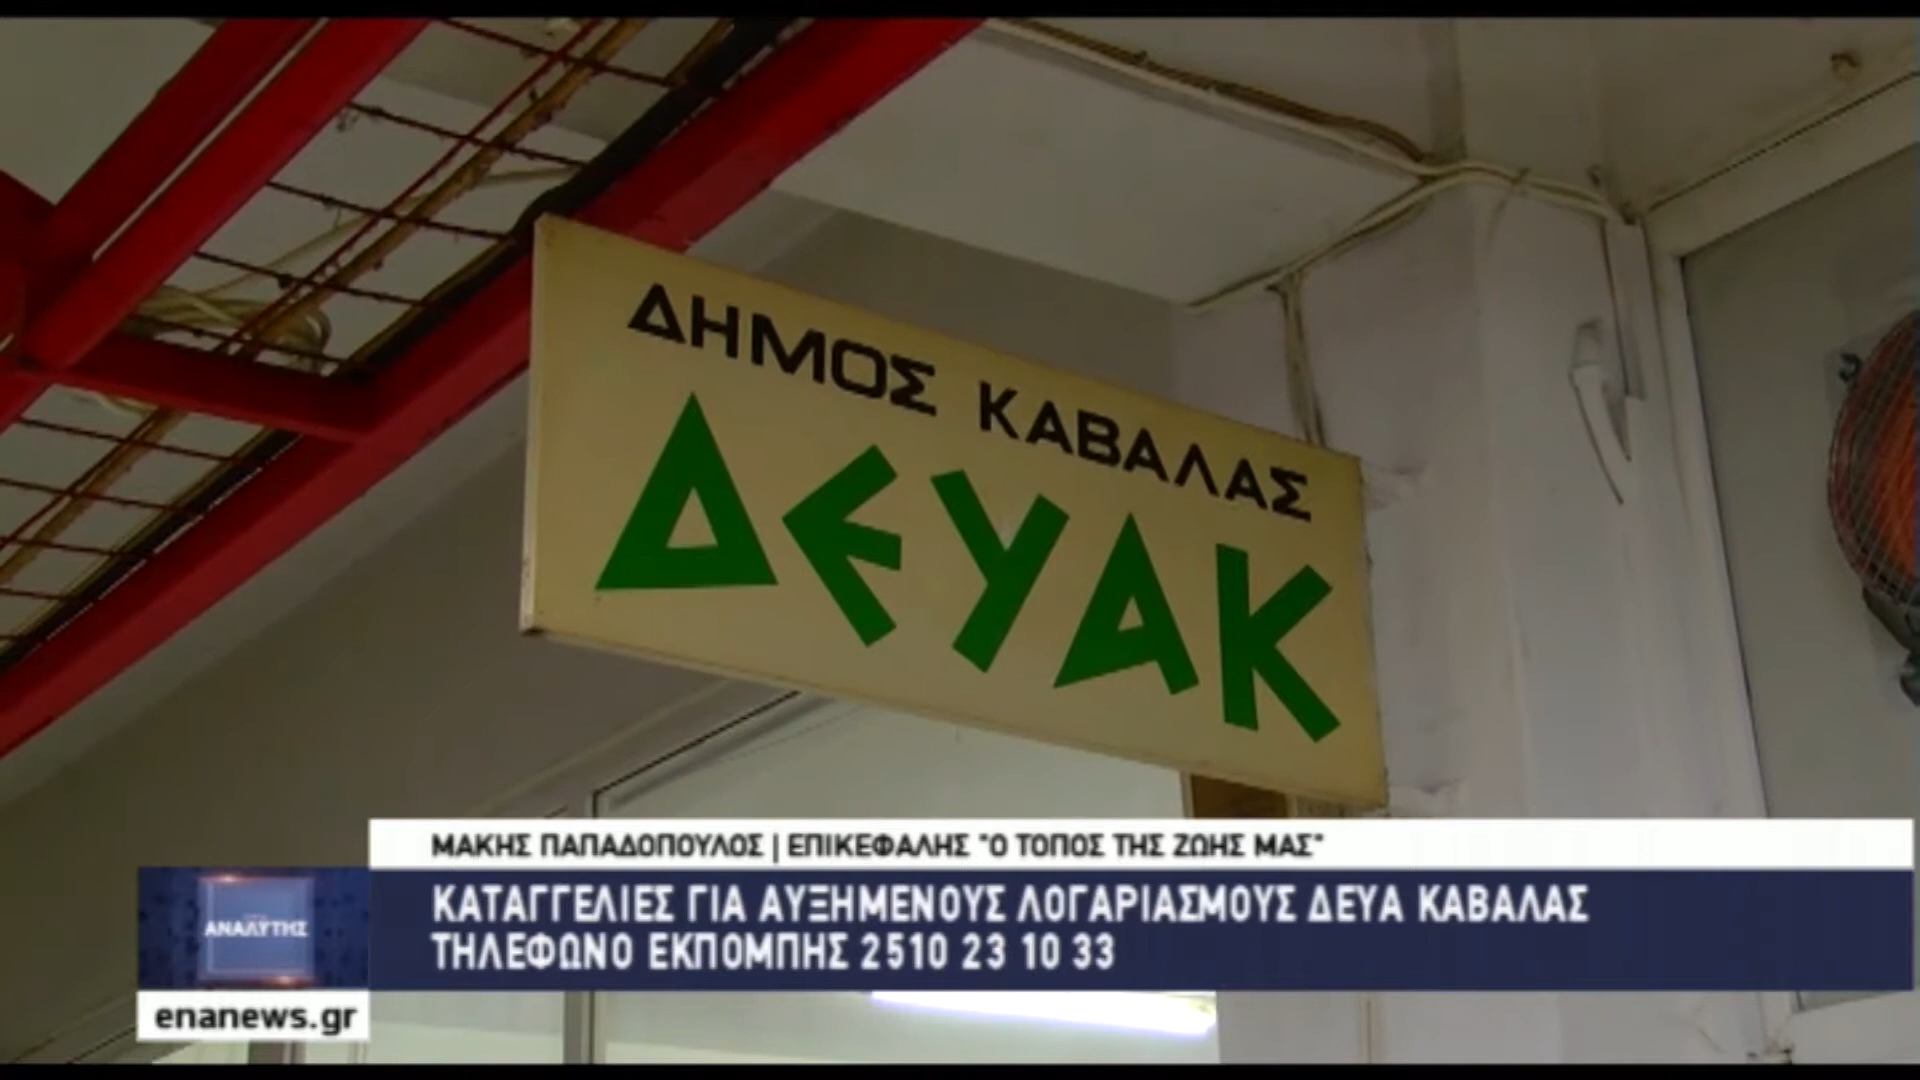 ΔΗΜΟΣ ΚΑΒΑΛΑΣ
ΔΕΥΑΚ
ΜΑΚΗΣ ΠΑΠΑΔΟΠΟΥΛΟΣ | ΕΠΙΚΕΦΑΛΗΣ "Ο ΤΟΠΟΣ ΤΗΣ ΖΩΗΣ ΜΑΣ"
ΚΑΤΑΓΓΕΛΙΕΣ ΓΙΑ ΑΥΞΗΜΕΝΟΥΣ ΛΟΓΑΡΙΑΣΜΟΥΣ ΔΕΥΑ ΚΑΒΑΛΑΣ
ΤΗΛΕΦΩΝΟ ΕΚΠΟΜΠΗΣ 2510 23 10 33
ΑΝΑΛΥΤΗΣ
enanews.gr